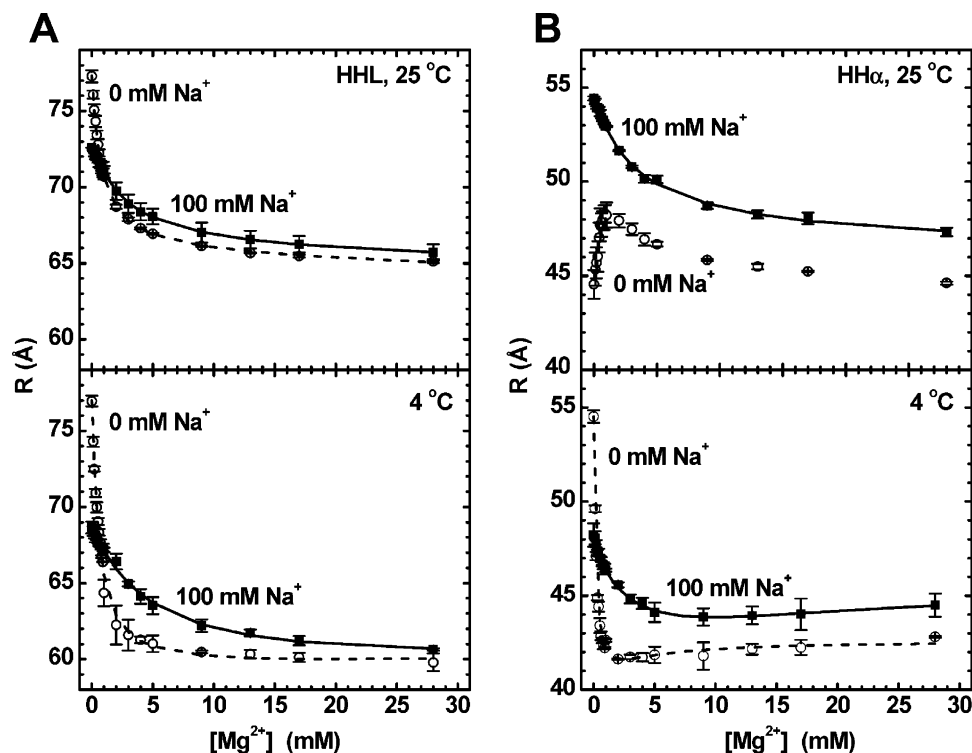 A
B
HHL, 25 °C
0 mM Na⁺
100 mM Na⁺
75
70
65
60
HHα, 25 °C
100 mM Na⁺
0 mM Na⁺
55
50
45
40
R (Å)
R (Å)
4 °C
0 mM Na⁺
100 mM Na⁺
75
70
65
60
0 5 10 15 20 25 30
[Mg²⁺] (mM)
4 °C
0 mM Na⁺
100 mM Na⁺
55
50
45
40
0 5 10 15 20 25 30
[Mg²⁺] (mM)